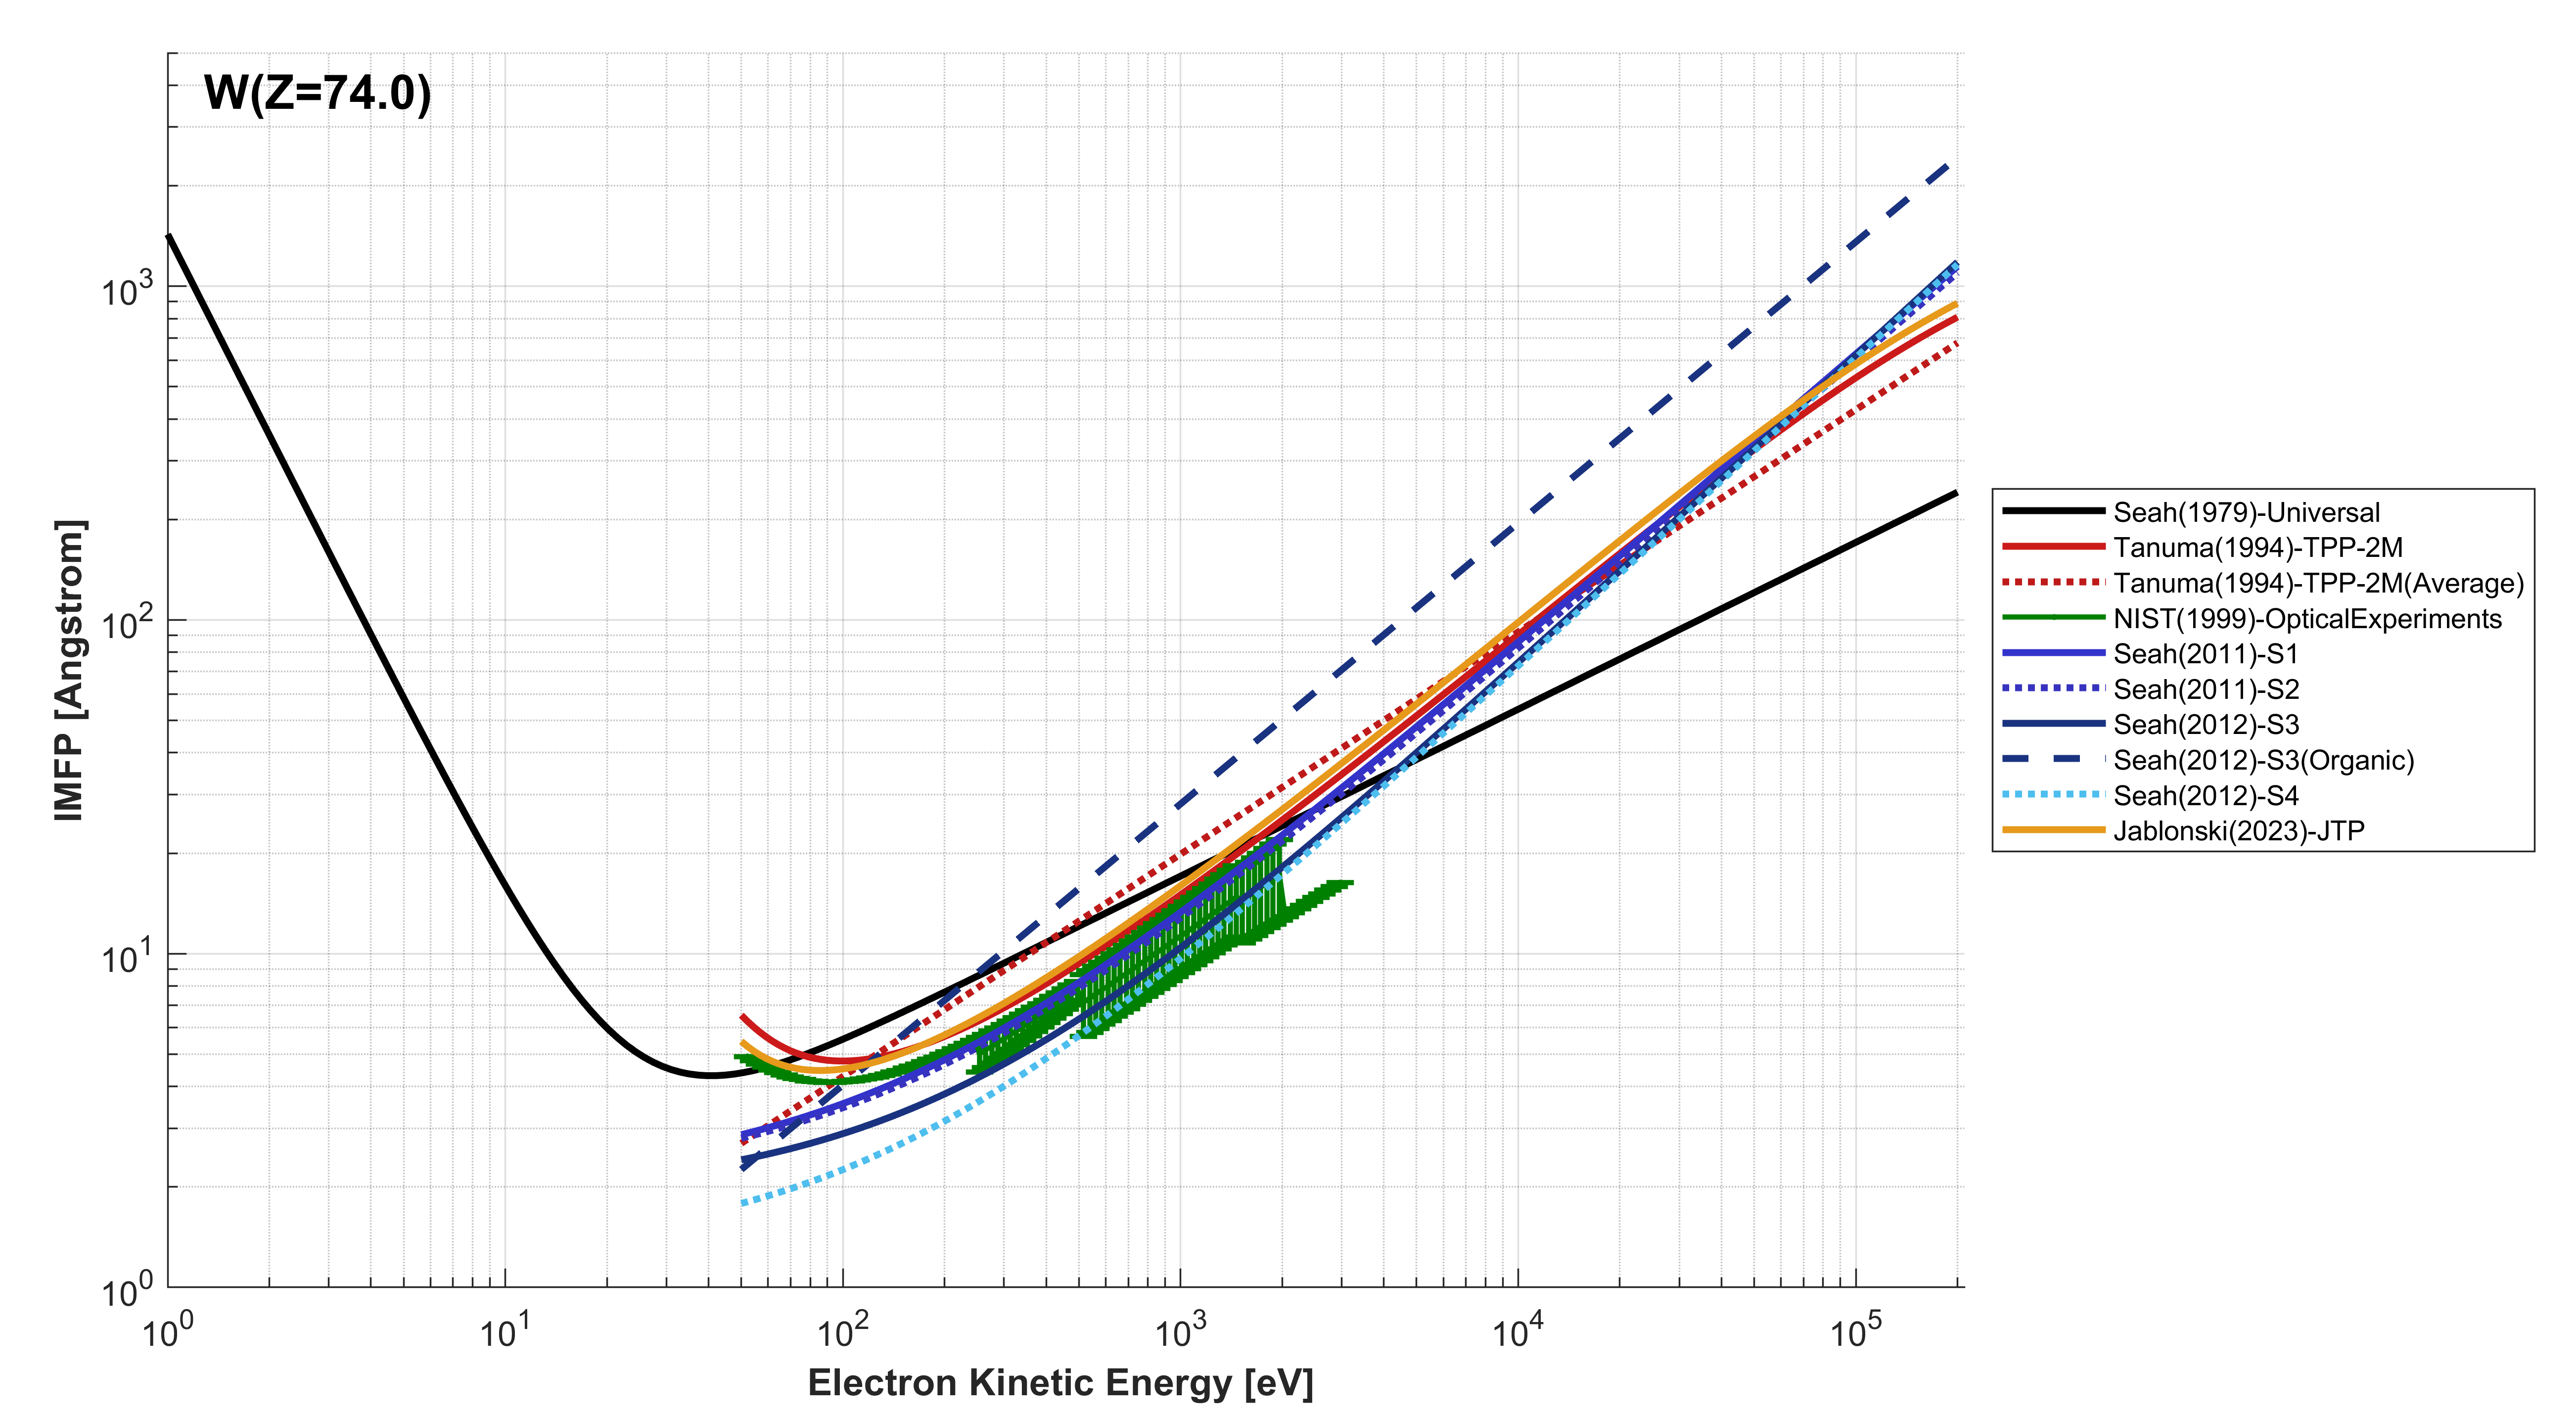 W(Z=74.0)
IMFP [Angstrom]
10^3
10^2
10^1
10^0
10^0 10^1 10^2 10^3 10^4 10^5
Electron Kinetic Energy [eV]
Seah(1979)-Universal
Tanuma(1994)-TPP-2M
Tanuma(1994)-TPP-2M(Average)
NIST(1999)-OpticalExperiments
Seah(2011)-S1
Seah(2011)-S2
Seah(2012)-S3
Seah(2012)-S3(Organic)
Seah(2012)-S4
Jablonski(2023)-JTP